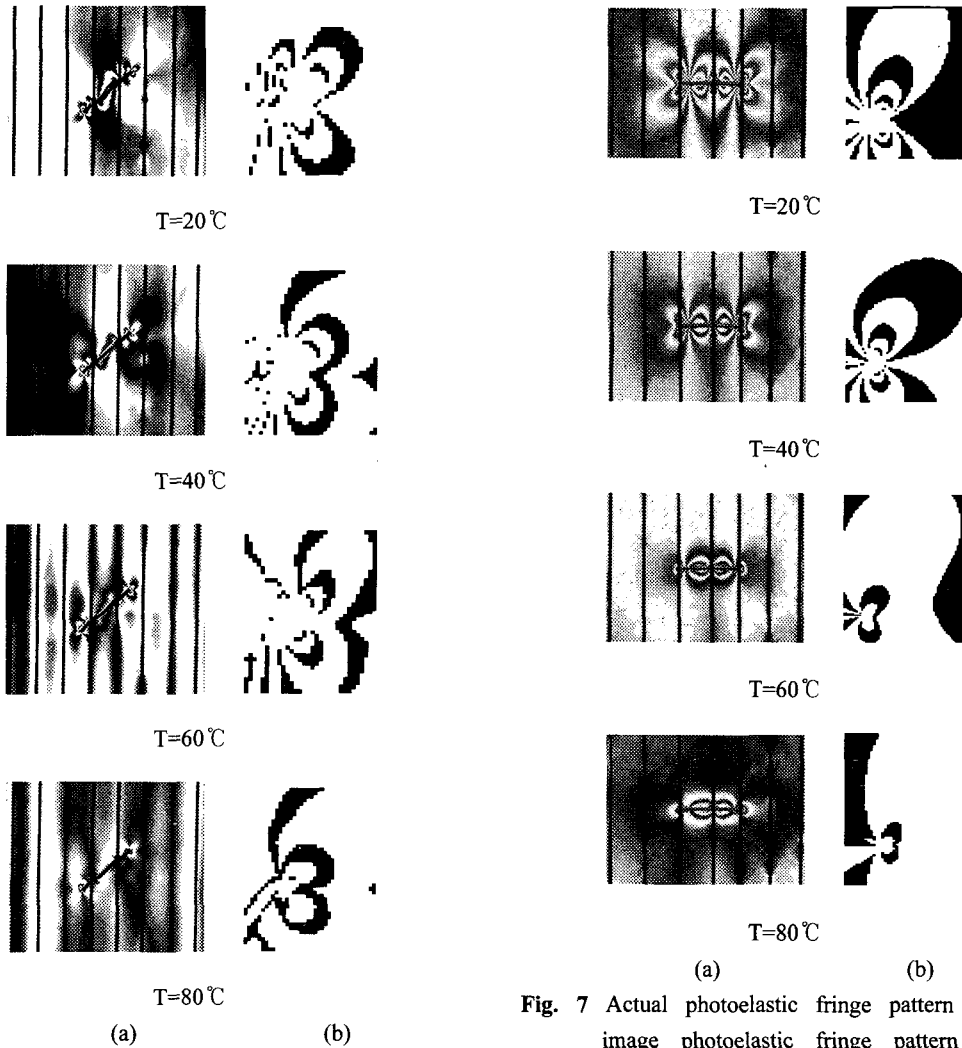 T=20℃
T=40℃
T=60℃
T=80℃
(a) (b)
T=20℃
T=40℃
T=60℃
T=80℃
(a) (b)
Fig. 7 Actual photoelastic fringe pattern
image photoelastic fringe pattern